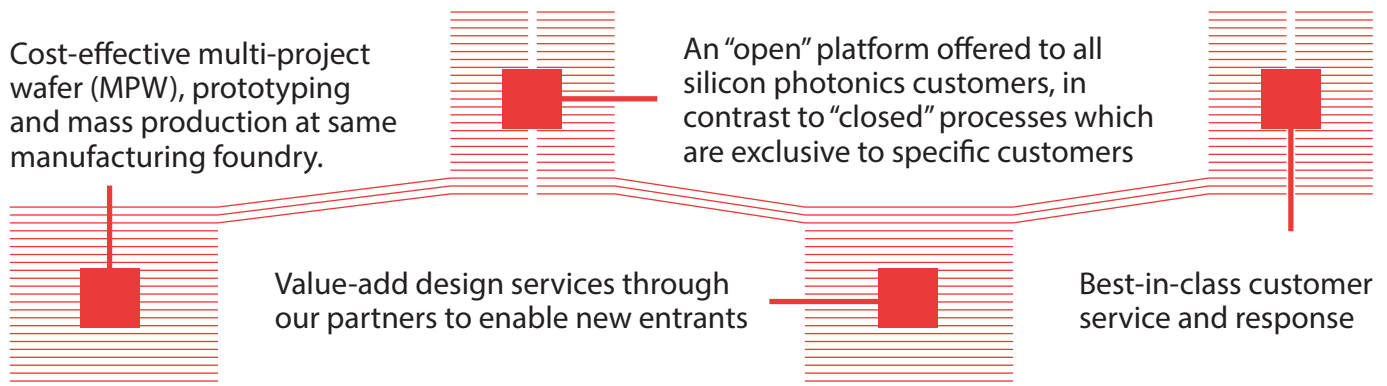 Cost-effective multi-project
wafer (MPW), prototyping
and mass production at same
manufacturing foundry.
An “open” platform offered to all
silicon photonics customers, in
contrast to “closed” processes which
are exclusive to specific customers
Value-add design services through
our partners to enable new entrants
Best-in-class customer
service and response